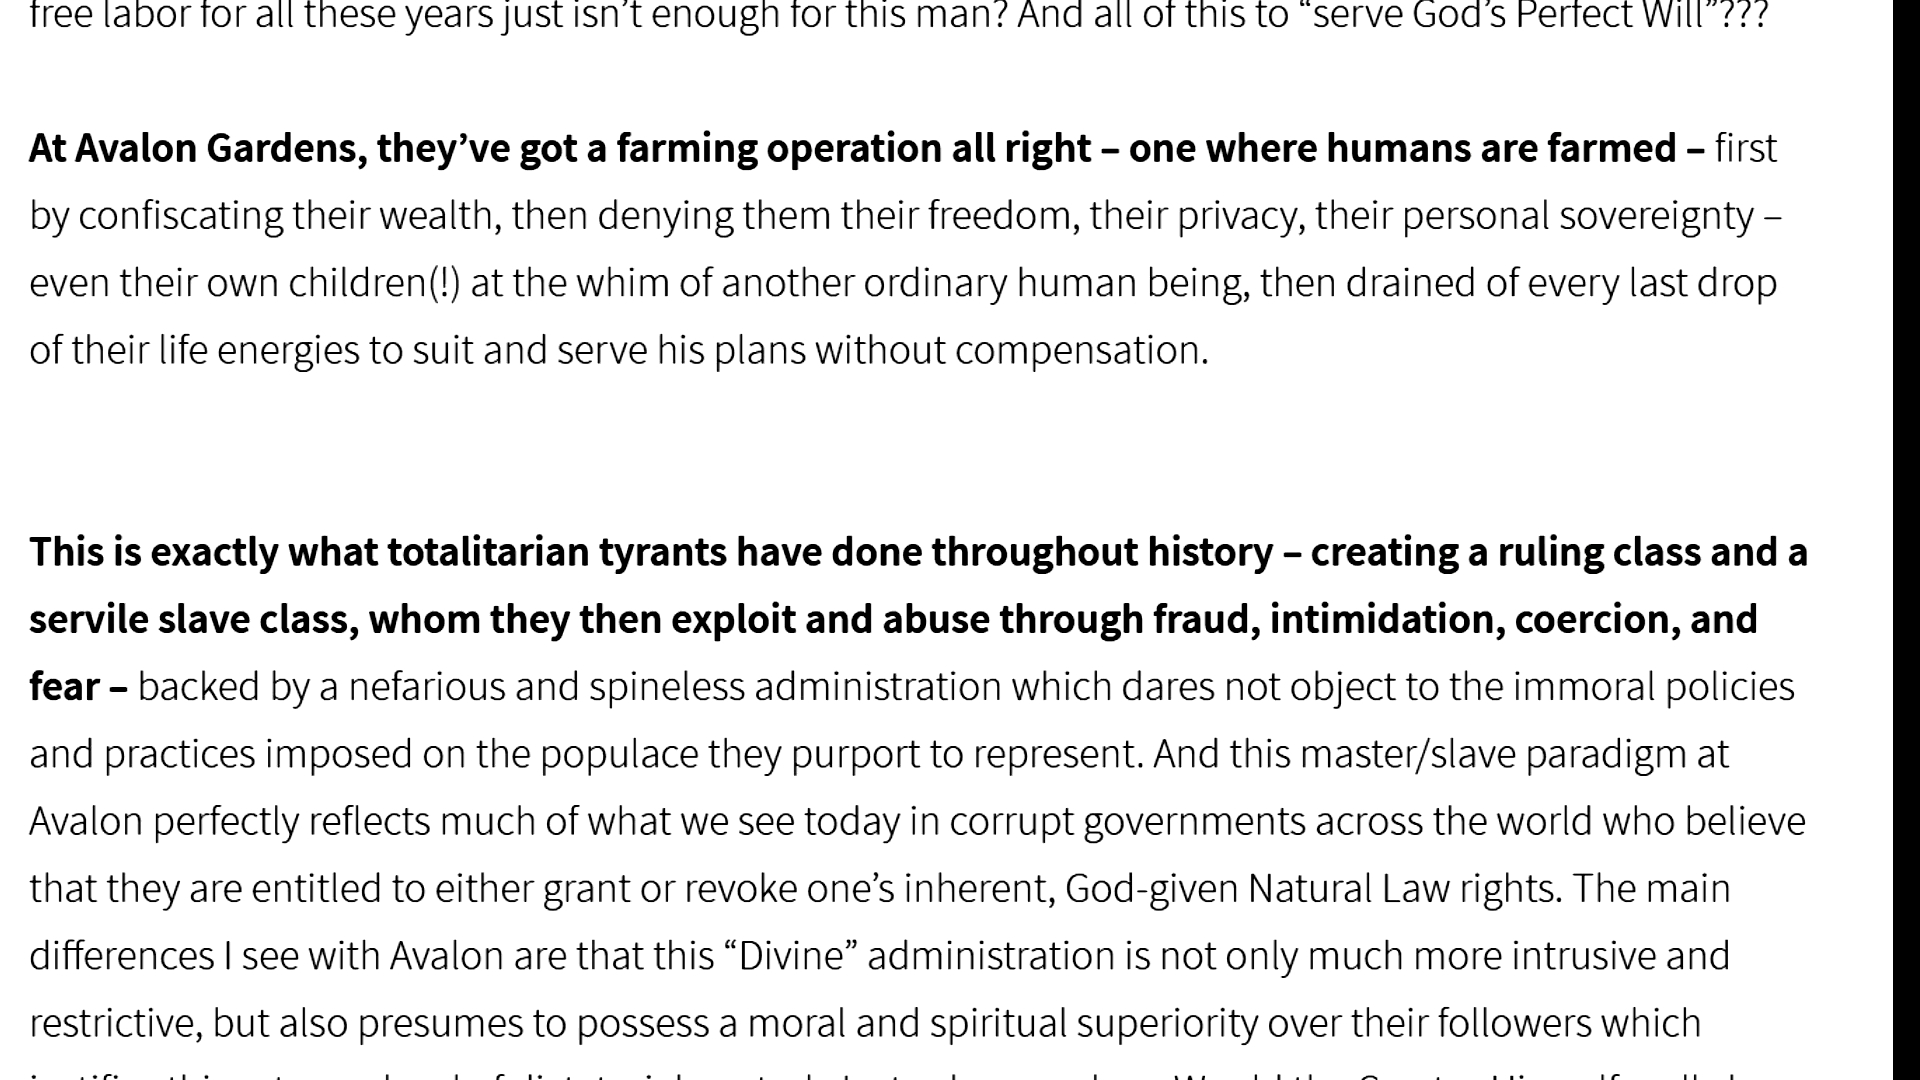 free labor for all these years just isn’t enough for this man? And all of this to “serve God’s Perfect Will”???
At Avalon Gardens, they’ve got a farming operation all right – one where humans are farmed – first
by confiscating their wealth, then denying them their freedom, their privacy, their personal sovereignty –
even their own children(!) at the whim of another ordinary human being, then drained of every last drop
of their life energies to suit and serve his plans without compensation.
This is exactly what totalitarian tyrants have done throughout history – creating a ruling class and a
servile slave class, whom they then exploit and abuse through fraud, intimidation, coercion, and
fear – backed by a nefarious and spineless administration which dares not object to the immoral policies
and practices imposed on the populace they purport to represent. And this master/slave paradigm at
Avalon perfectly reflects much of what we see today in corrupt governments across the world who believe
that they are entitled to either grant or revoke one’s inherent, God-given Natural Law rights. The main
differences I see with Avalon are that this “Divine” administration is not only much more intrusive and
restrictive, but also presumes to possess a moral and spiritual superiority over their followers which